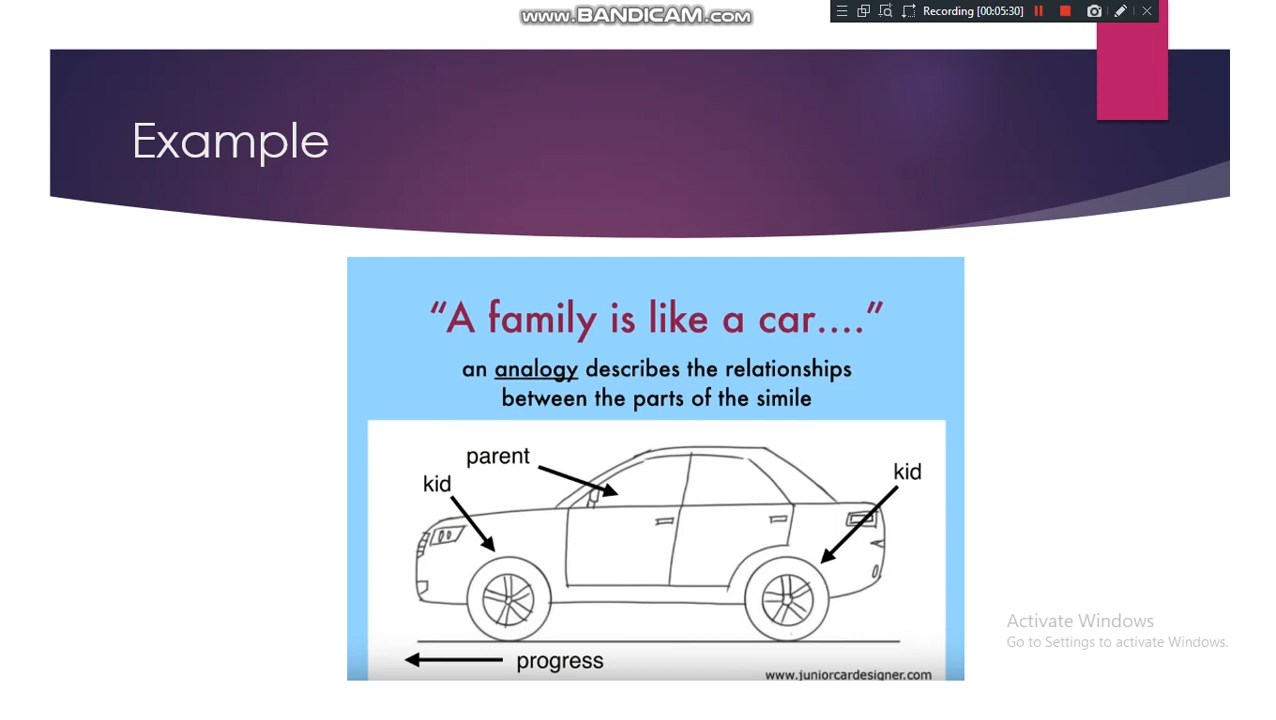 www.BANDICAM.com
Recording [00:05:30]
Example
“A family is like a car....”
an analogy describes the relationships
between the parts of the simile
parent
kid
kid
progress
www.juniorcardesigner.com
Activate Windows
Go to Settings to activate Windows.